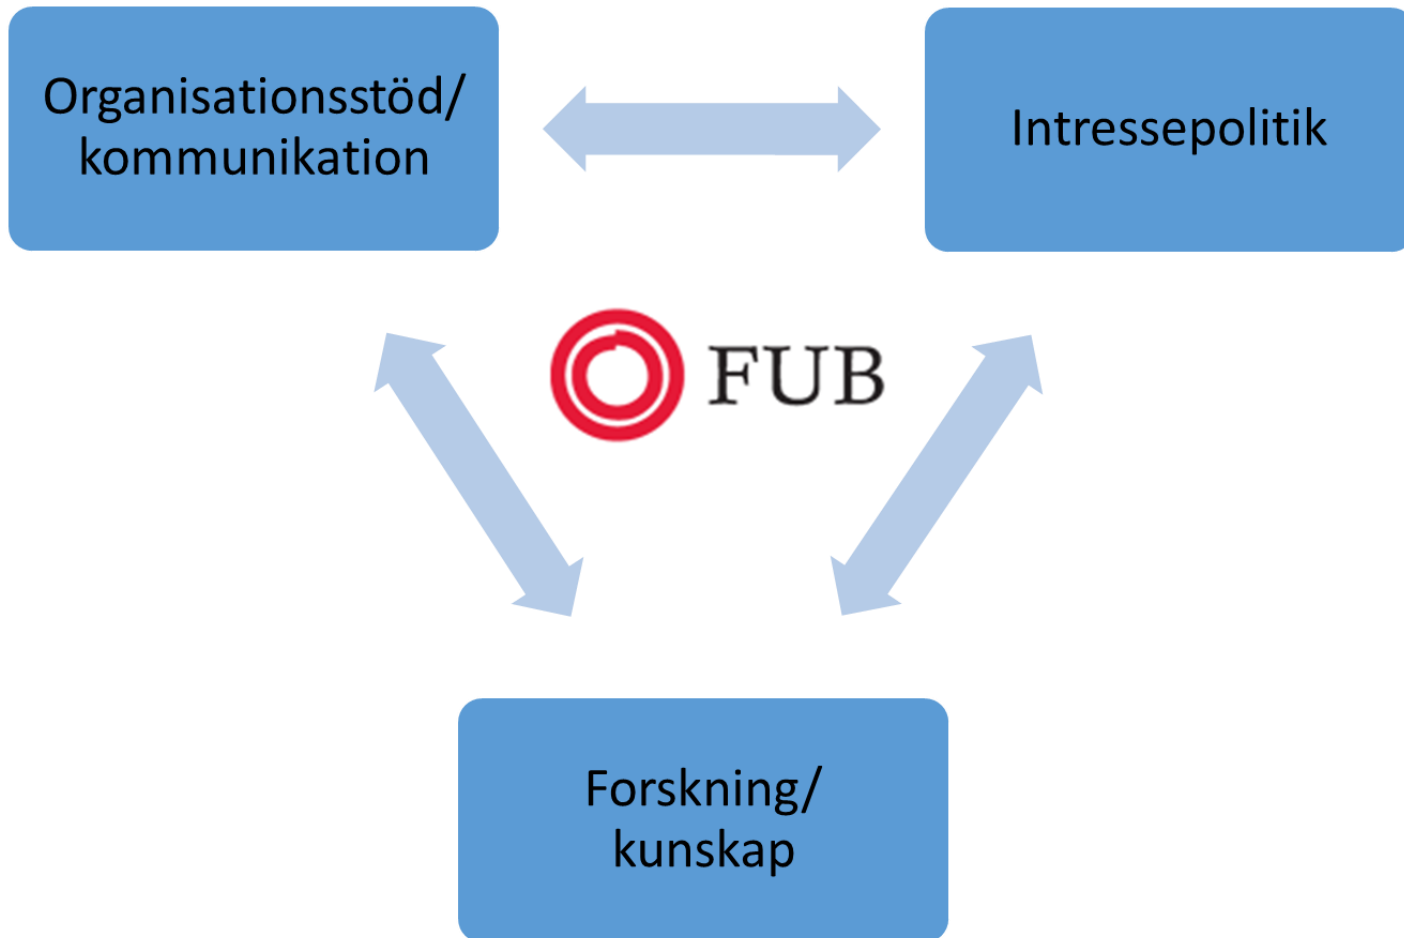 Organisationsstöd/
kommunikation
Intressepolitik
FUB
Forskning/
kunskap